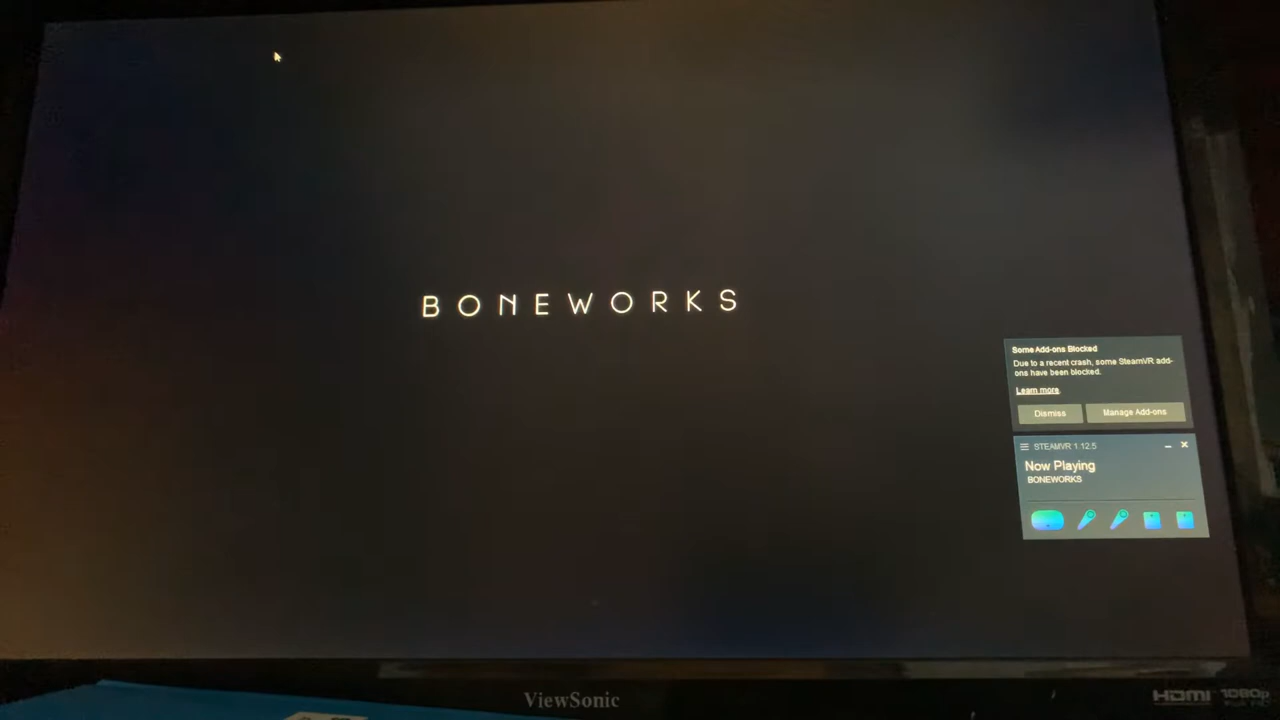 BONEWORKS
Some Add-ons Blocked
Due to a recent crash, some SteamVR add-
ons have been blocked.
Learn more
Dismiss
Manage Add-ons
STEAMVR 1.12.5
Now Playing
BONEWORKS
ViewSonic
HDMI 1080p